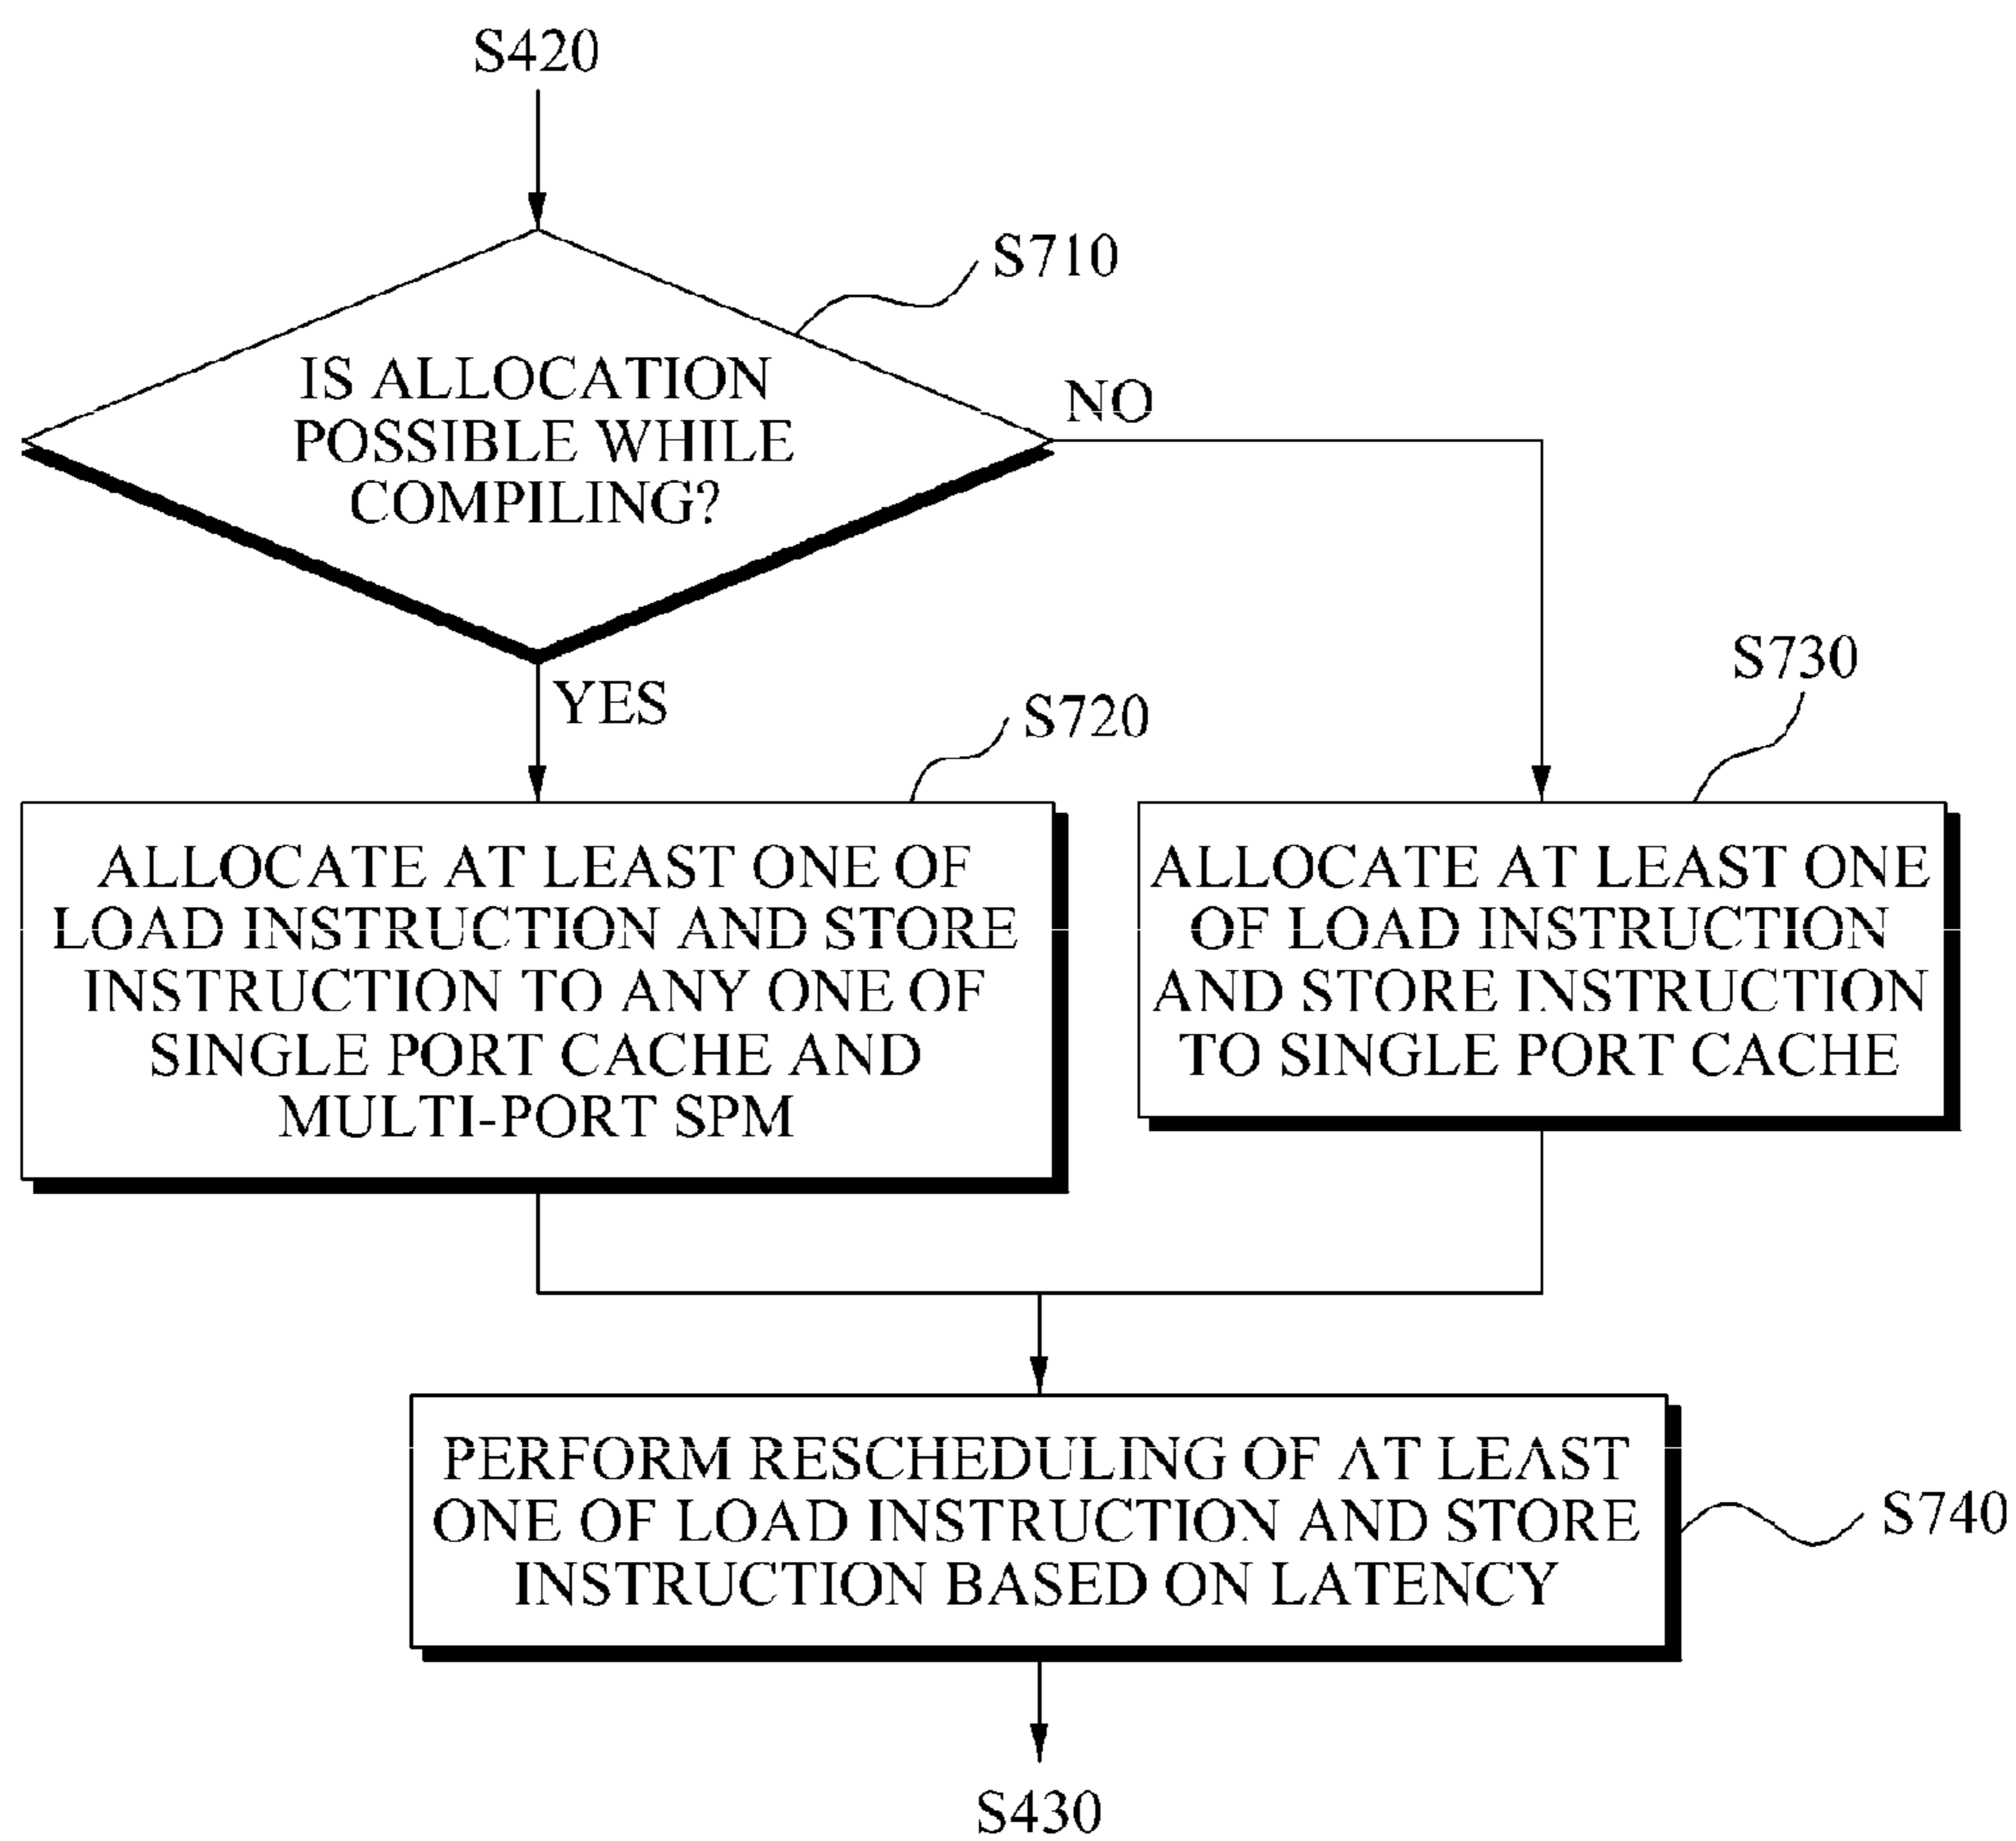 S420
S710
IS ALLOCATION
POSSIBLE WHILE
COMPILING?
NO
YES
S720
S730
ALLOCATE AT LEAST ONE OF
LOAD INSTRUCTION AND STORE
INSTRUCTION TO ANY ONE OF
SINGLE PORT CACHE AND
MULTI-PORT SPM
ALLOCATE AT LEAST ONE
OF LOAD INSTRUCTION
AND STORE INSTRUCTION
TO SINGLE PORT CACHE
PERFORM RESCHEDULING OF AT LEAST
ONE OF LOAD INSTRUCTION AND STORE
INSTRUCTION BASED ON LATENCY
S740
S430